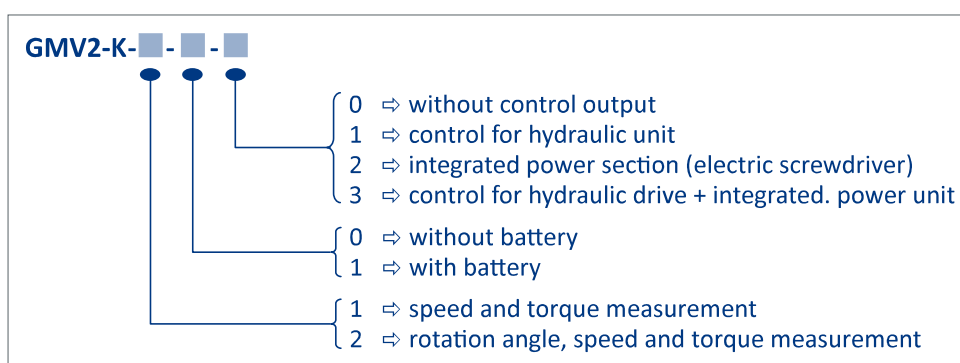 GMV2-K- - -
0 ⇨ without control output
1 ⇨ control for hydraulic unit
2 ⇨ integrated power section (electric screwdriver)
3 ⇨ control for hydraulic drive + integrated. power unit
0 ⇨ without battery
1 ⇨ with battery
1 ⇨ speed and torque measurement
2 ⇨ rotation angle, speed and torque measurement